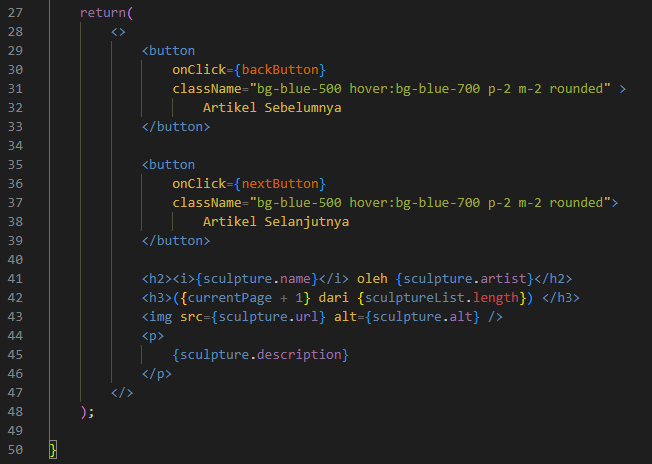 27 return(
28 <>
29 <button
30 onClick={backButton}
31 className="bg-blue-500 hover:bg-blue-700 p-2 m-2 rounded" >
32 Artikel Sebelumnya
33 </button>
34
35 <button
36 onClick={nextButton}
37 className="bg-blue-500 hover:bg-blue-700 p-2 m-2 rounded">
38 Artikel Selanjutnya
39 </button>
40
41 <h2><i>{sculpture.name}</i> oleh {sculpture.artist}</h2>
42 <h3>({currentPage + 1} dari {sculptureList.length}) </h3>
43 <img src={sculpture.url} alt={sculpture.alt} />
44 <p>
45 {sculpture.description}
46 </p>
47 </>
48 );
49
50 }